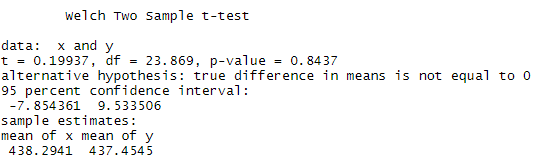 Welch Two Sample t-test
data: x and y
t = 0.19937, df = 23.869, p-value = 0.8437
alternative hypothesis: true difference in means is not equal to 0
95 percent confidence interval:
-7.854361 9.533506
sample estimates:
mean of x mean of y
438.2941 437.4545